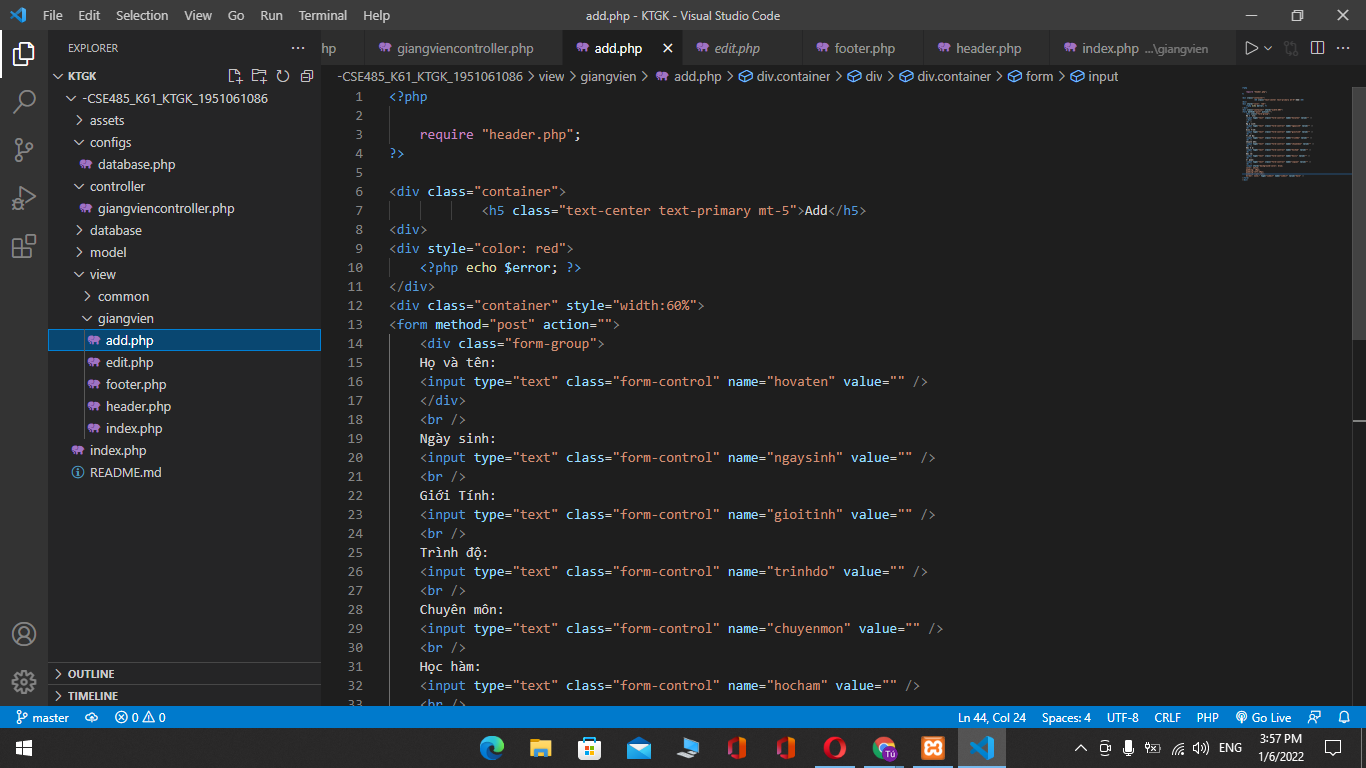 File Edit Selection View Go Run Terminal Help add.php - KTGK - Visual Studio Code
EXPLORER
hp giangviencontroller.php add.php edit.php footer.php header.php index.php ...\giangvien
KTGK
-CSE485_K61_KTGK_1951061086
assets
configs
database.php
controller
giangviencontroller.php
database
model
view
common
giangvien
add.php
edit.php
footer.php
header.php
index.php
index.php
README.md
OUTLINE
TIMELINE
-CSE485_K61_KTGK_1951061086 > view > giangvien > add.php > div.container > div > div.container > form > input
1 <?php
2
3 require "header.php";
4 ?>
5
6 <div class="container">
7 <h5 class="text-center text-primary mt-5">Add</h5>
8 <div>
9 <div style="color: red">
10 <?php echo $error; ?>
11 </div>
12 <div class="container" style="width:60%">
13 <form method="post" action="">
14 <div class="form-group">
15 Họ và tên:
16 <input type="text" class="form-control" name="hovaten" value="" />
17 </div>
18 <br />
19 Ngày sinh:
20 <input type="text" class="form-control" name="ngaysinh" value="" />
21 <br />
22 Giới Tính:
23 <input type="text" class="form-control" name="gioitinh" value="" />
24 <br />
25 Trình độ:
26 <input type="text" class="form-control" name="trinhdo" value="" />
27 <br />
28 Chuyên môn:
29 <input type="text" class="form-control" name="chuyenmon" value="" />
30 <br />
31 Học hàm:
32 <input type="text" class="form-control" name="hocham" value="" />
33 <br />
master 0 0 Ln 44, Col 24 Spaces: 4 UTF-8 CRLF PHP Go Live
Tú ENG 3:57 PM
1/6/2022